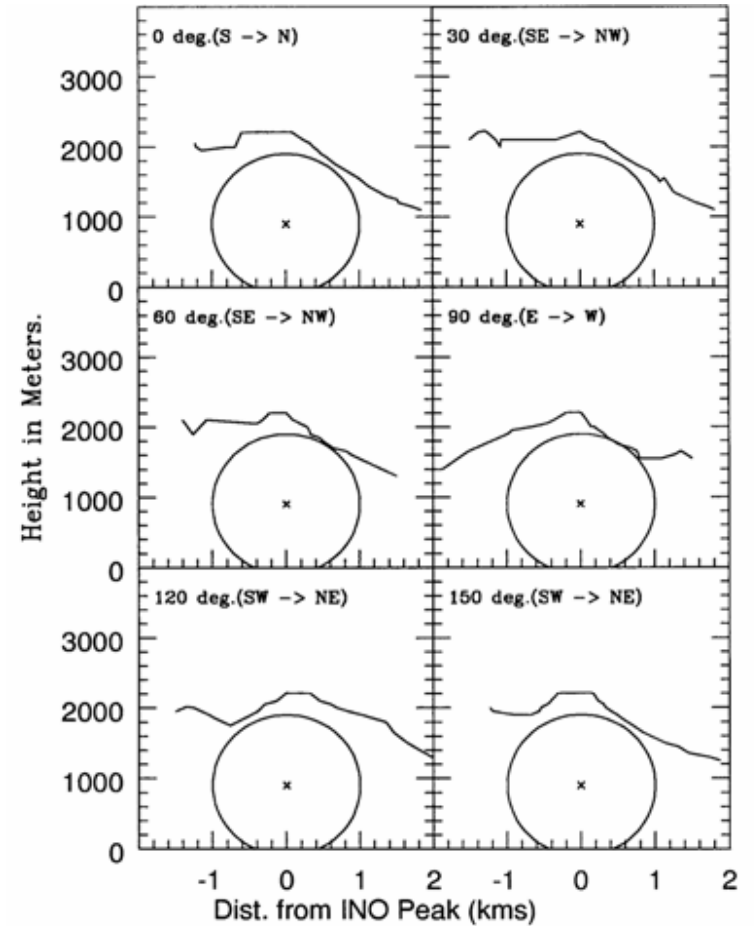 0 deg.(S -> N)
30 deg.(SE -> NW)
3000
2000
1000
0
60 deg.(SE -> NW)
90 deg.(E -> W)
3000
2000
1000
0
120 deg.(SW -> NE)
150 deg.(SW -> NE)
3000
2000
1000
0
Height in Meters.
-1 0 1 2 -1 0 1 2
Dist. from INO Peak (kms)